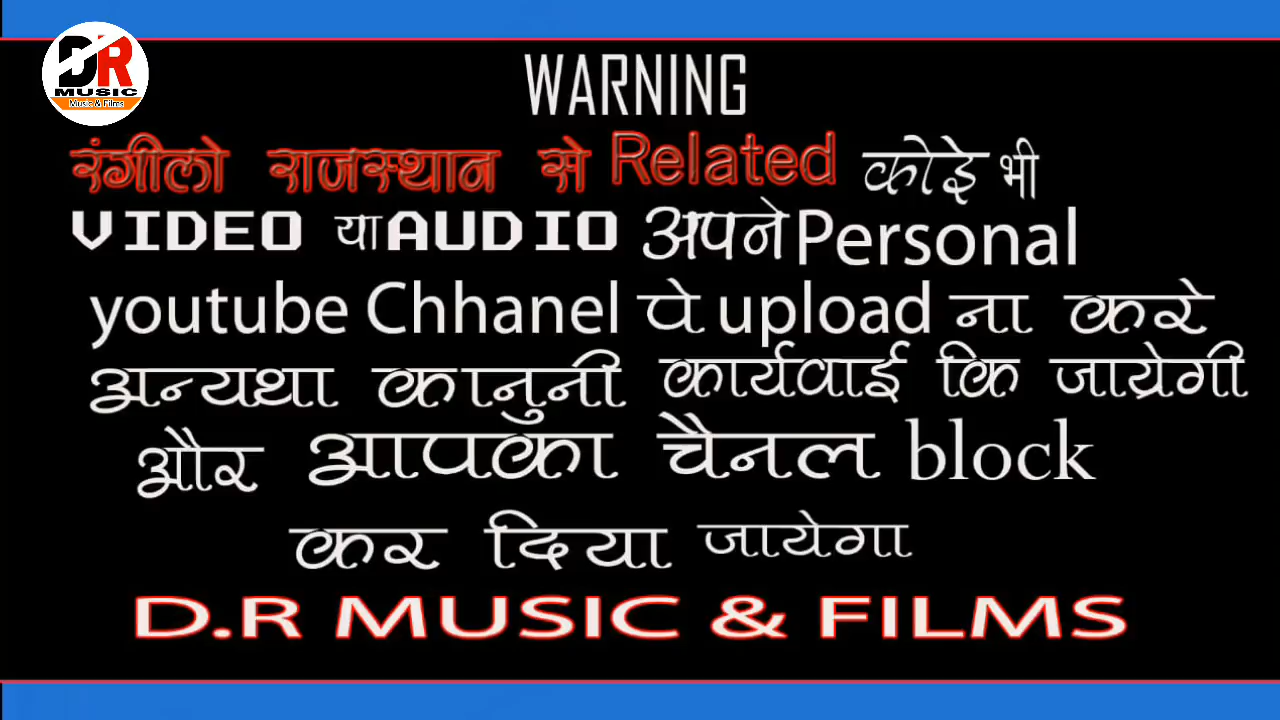 DR
MUSIC
Music & Films
WARNING
रंगीलो राजस्थान से Related कोइे भी
VIDEO या AUDIO अपने Personal
youtube Chhanel पे upload ना करे
अन्यथा कानुनी कार्यवाई कि जायेगी
और आपका चैनल block
कर दिया जायेगा
D.R MUSIC & FILMS